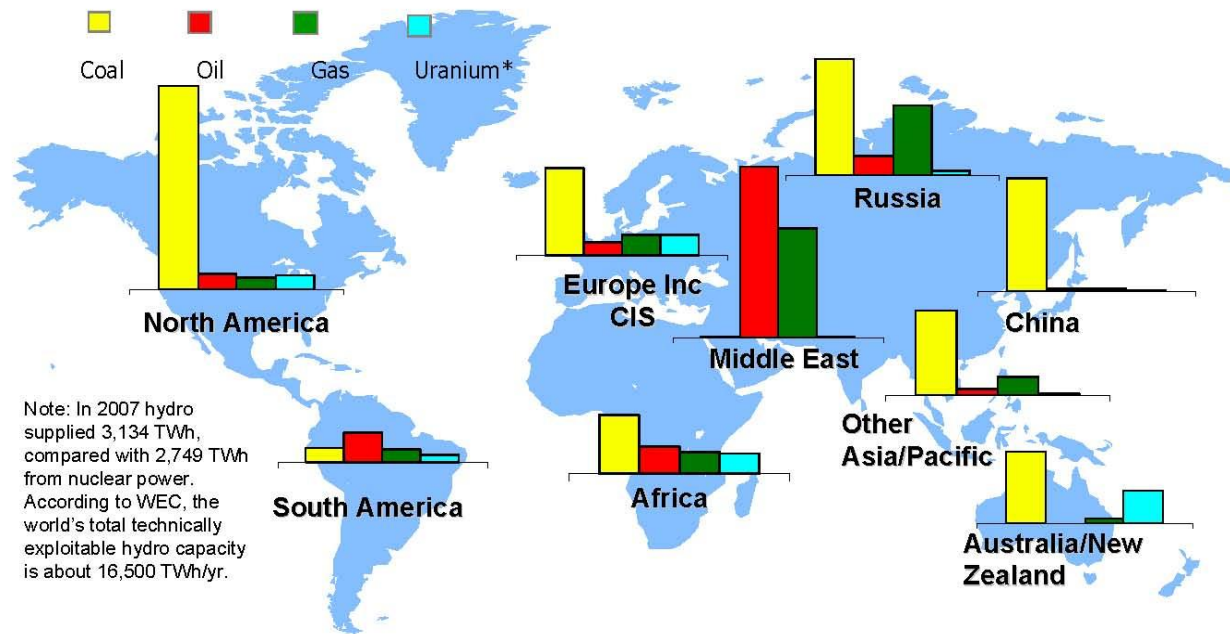 Coal Oil Gas Uranium*
Russia
North America
Europe Inc
CIS
Middle East
China
Other
Asia/Pacific
South America
Africa
Australia/New
Zealand
Note: In 2007 hydro
supplied 3,134 TWh,
compared with 2,749 TWh
from nuclear power.
According to WEC, the
world's total technically
exploitable hydro capacity
is about 16,500 TWh/yr.